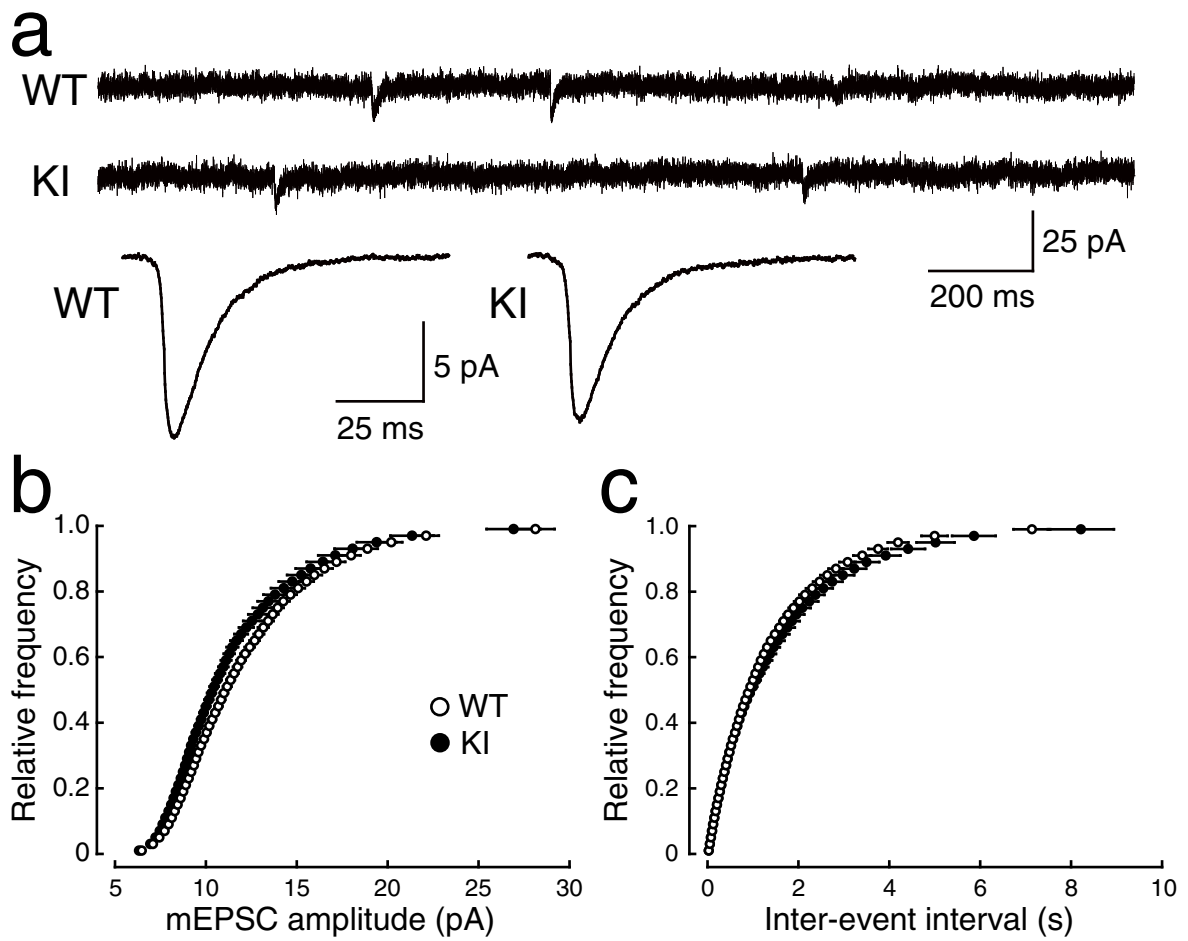 a
WT
KI
25 pA
200 ms
WT
KI
5 pA
25 ms
b
1.0
0.8
0.6
0.4
0.2
0
Relative frequency
WT
KI
5 10 15 20 25 30
mEPSC amplitude (pA)
c
1.0
0.8
0.6
0.4
0.2
0
Relative frequency
0 2 4 6 8 10
Inter-event interval (s)